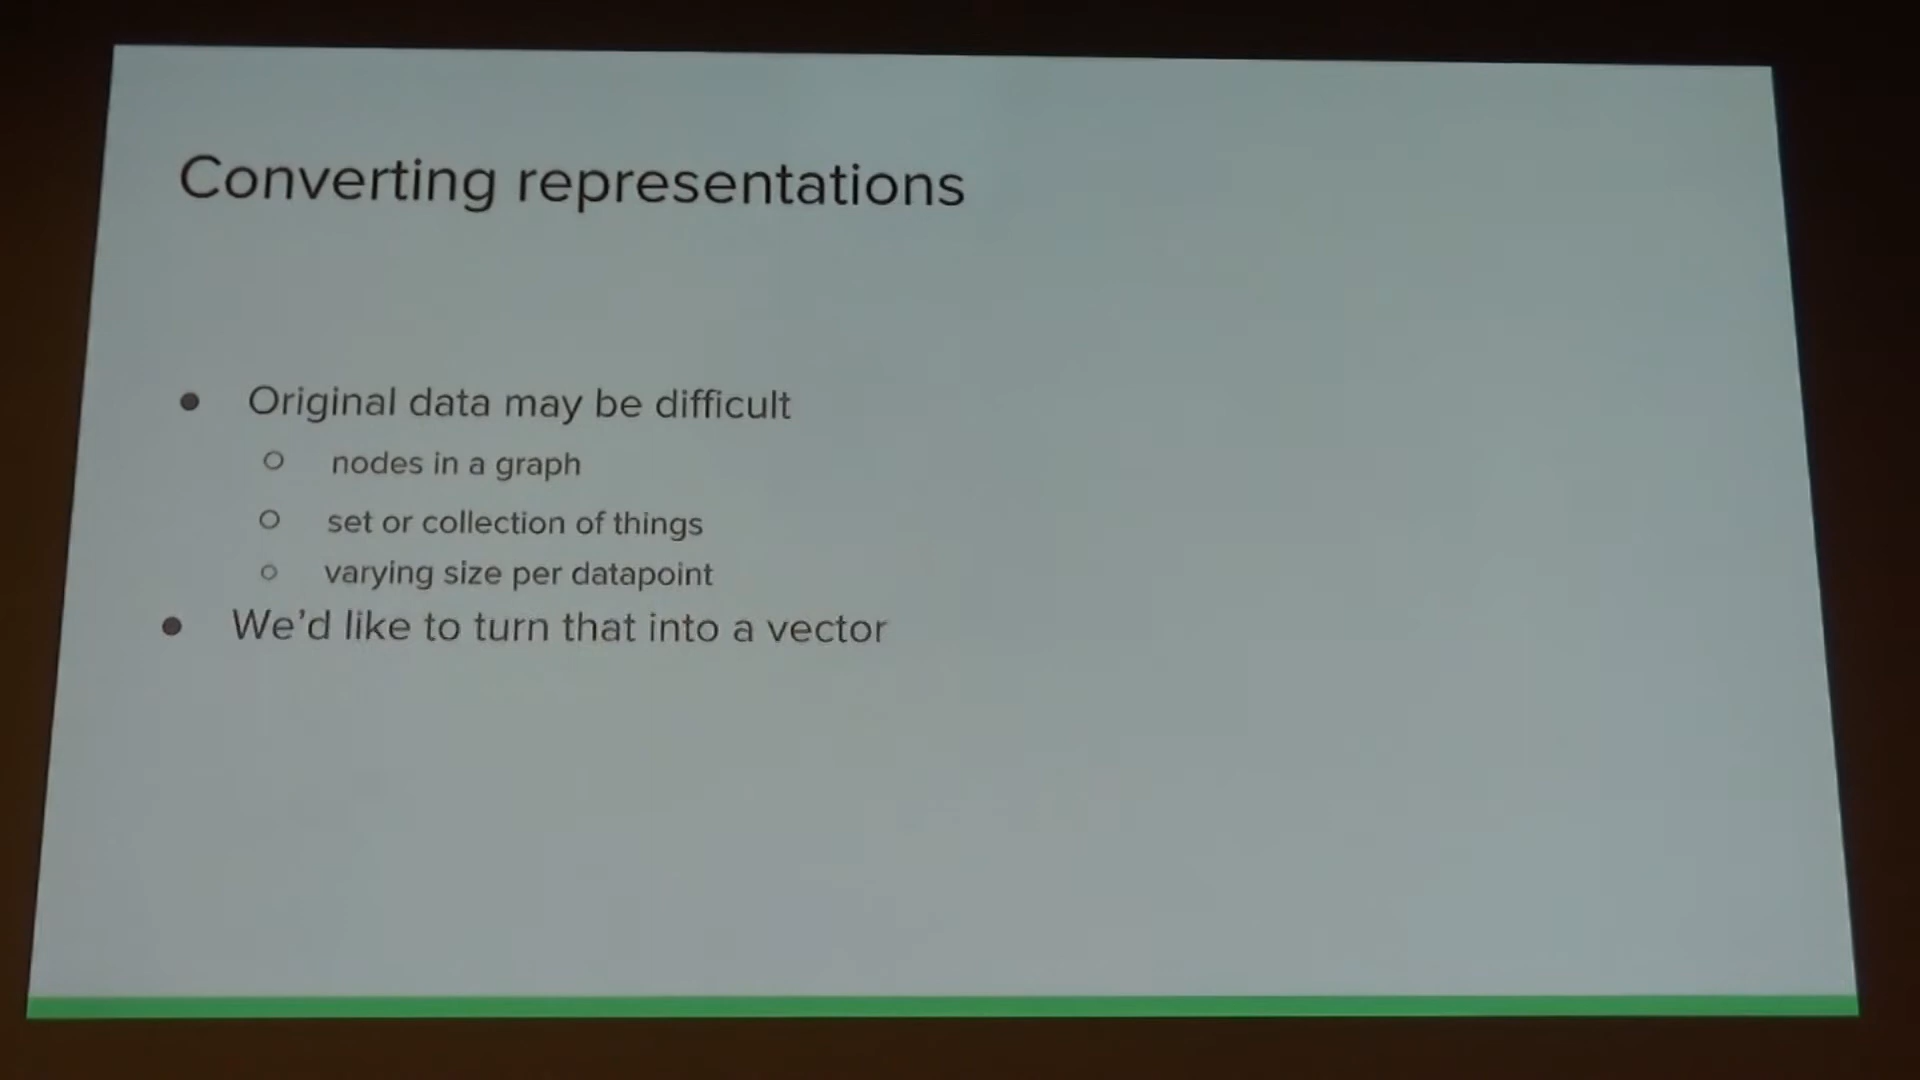 Converting representations
● Original data may be difficult
○ nodes in a graph
○ set or collection of things
○ varying size per datapoint
● We'd like to turn that into a vector